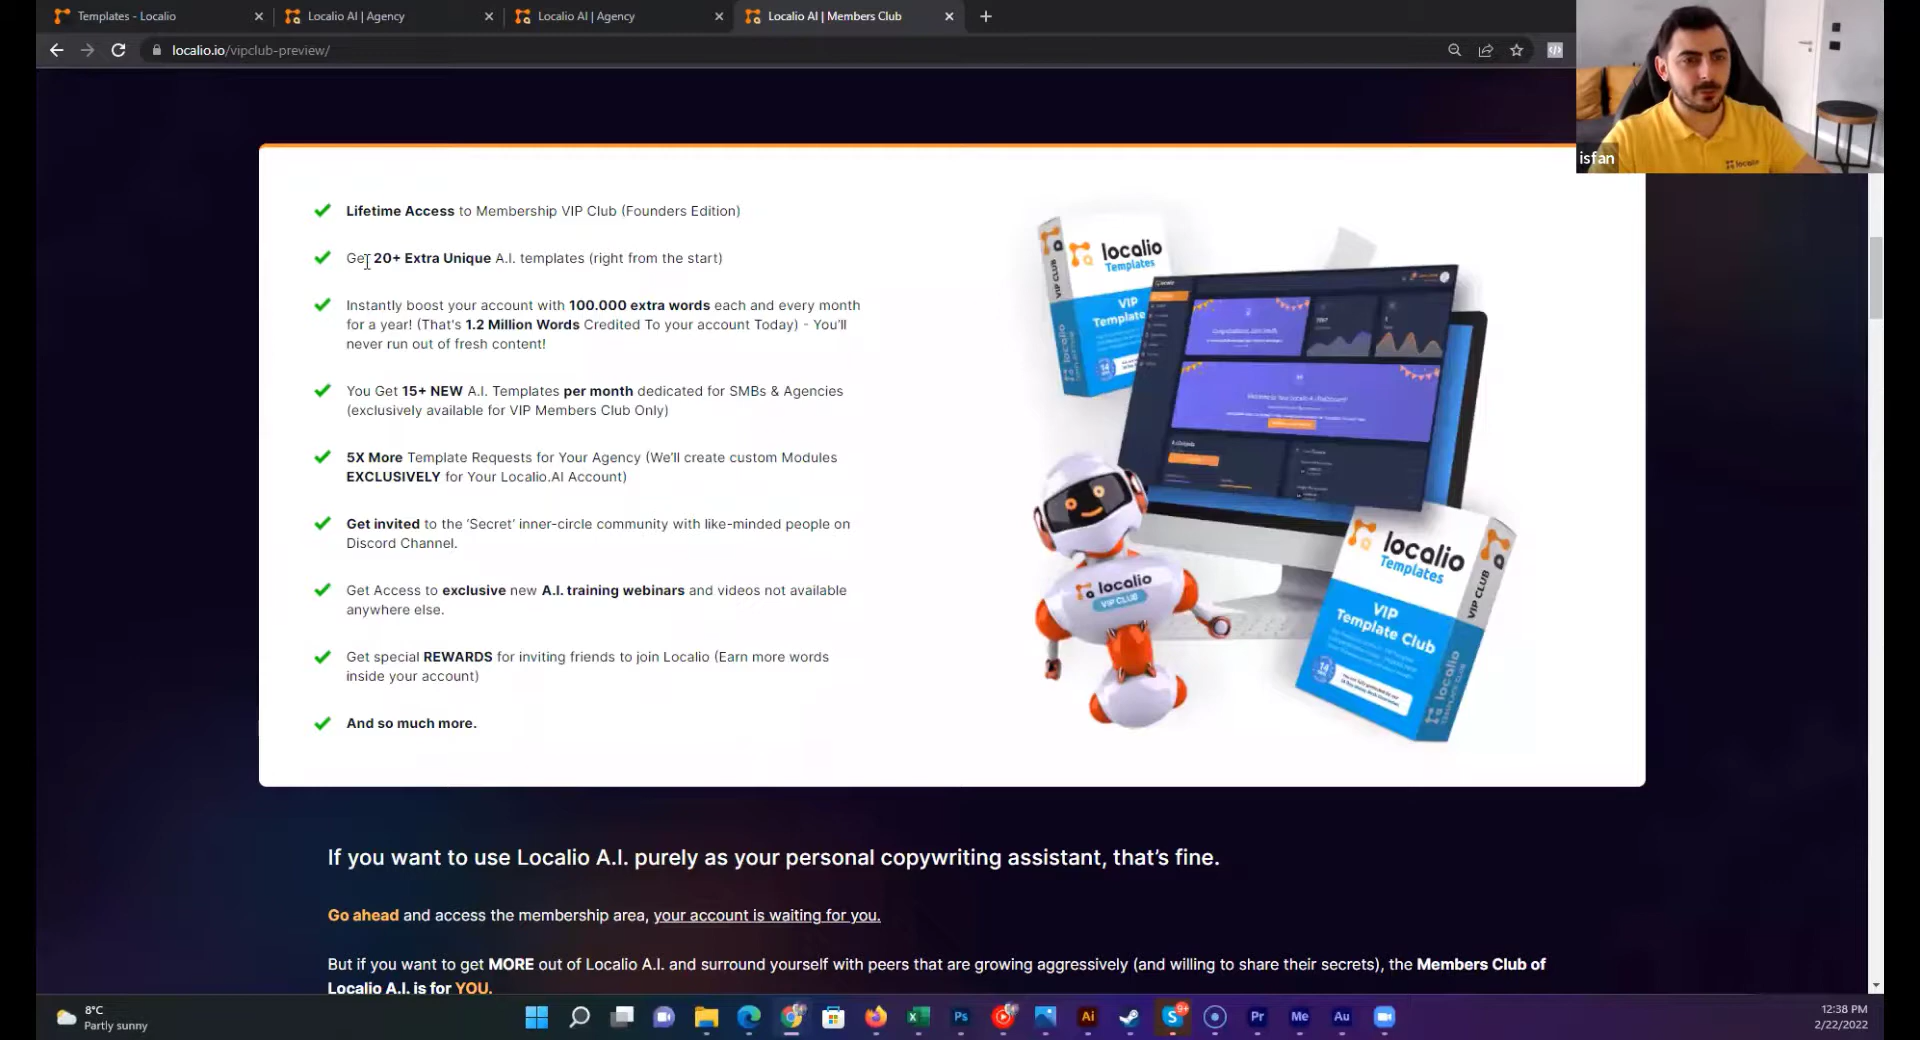 Templates - Localio
Localio AI | Agency
Localio AI | Agency
Localio AI | Members Club
localio.io/vipclub-preview/
isfan
localio
Lifetime Access to Membership VIP Club (Founders Edition)
Get 20+ Extra Unique A.I. templates (right from the start)
Instantly boost your account with 100.000 extra words each and every month
for a year! (That's 1.2 Million Words Credited To your account Today) - You'll
never run out of fresh content!
You Get 15+ NEW A.I. Templates per month dedicated for SMBs & Agencies
(exclusively available for VIP Members Club Only)
5X More Template Requests for Your Agency (We'll create custom Modules
EXCLUSIVELY for Your Localio.AI Account)
Get invited to the ‘Secret’ inner-circle community with like-minded people on
Discord Channel.
Get Access to exclusive new A.I. training webinars and videos not available
anywhere else.
Get special REWARDS for inviting friends to join Localio (Earn more words
inside your account)
And so much more.
localio
Templates
VIP CLUB
VIP
Template
14
localio
VIP CLUB
localio
Templates
VIP
Template Club
14
VIP CLUB
localio
TEMPLATE CLUB
If you want to use Localio A.I. purely as your personal copywriting assistant, that's fine.
Go ahead and access the membership area, your account is waiting for you.
But if you want to get MORE out of Localio A.I. and surround yourself with peers that are growing aggressively (and willing to share their secrets), the Members Club of
Localio A.I. is for YOU.
8°C
Partly sunny
Ps
Ai
S
9+
Pr
Me
Au
12:38 PM
2/22/2022